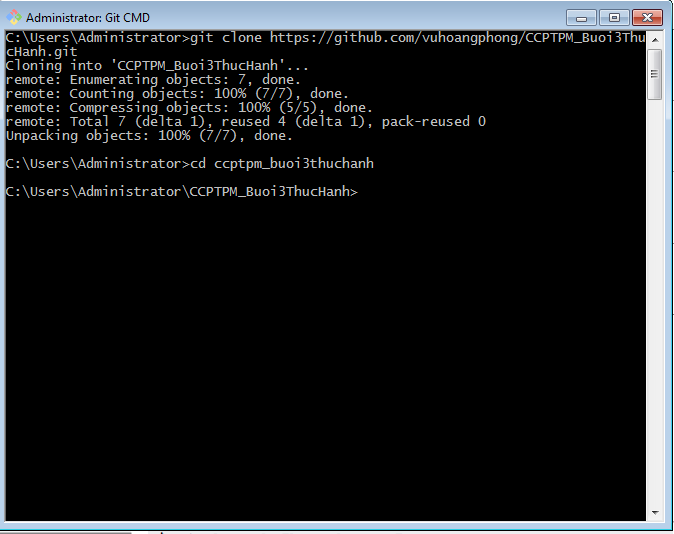 Administrator: Git CMD
C:\Users\Administrator>git clone https://github.com/vuhoangphong/CCPTPM_Buoi3Thu
cHanh.git
Cloning into 'CCPTPM_Buoi3ThucHanh'...
remote: Enumerating objects: 7, done.
remote: Counting objects: 100% (7/7), done.
remote: Compressing objects: 100% (5/5), done.
remote: Total 7 (delta 1), reused 4 (delta 1), pack-reused 0
Unpacking objects: 100% (7/7), done.
C:\Users\Administrator>cd ccptpm_buoi3thuchanh
C:\Users\Administrator\CCPTPM_Buoi3ThucHanh>